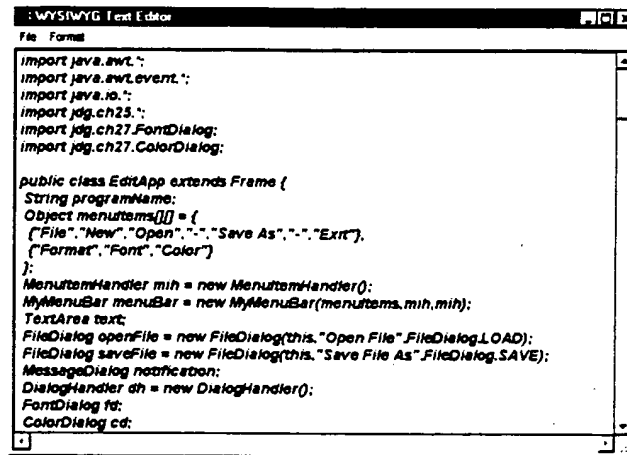 WYSIWYG Text Editor
File Format
import java.awt.*;
import java.awt.event.*;
import java.io.*;
import jdg.ch25.*;
import jdg.ch27.FontDialog;
import jdg.ch27.ColorDialog;
public class EditApp extends Frame {
String programName;
Object menuItems[][] = {
{"File","New","Open","-","Save As","-","Exit"},
{"Format","Font","Color"}
};
MenuItemHandler mih = new MenuItemHandler();
MyMenuBar menuBar = new MyMenuBar(menuItems,mih,mih);
TextArea text;
FileDialog openFile = new FileDialog(this,"Open File",FileDialog.LOAD);
FileDialog saveFile = new FileDialog(this,"Save File As",FileDialog.SAVE);
MessageDialog notification;
DialogHandler dh = new DialogHandler();
FontDialog fd;
ColorDialog cd;